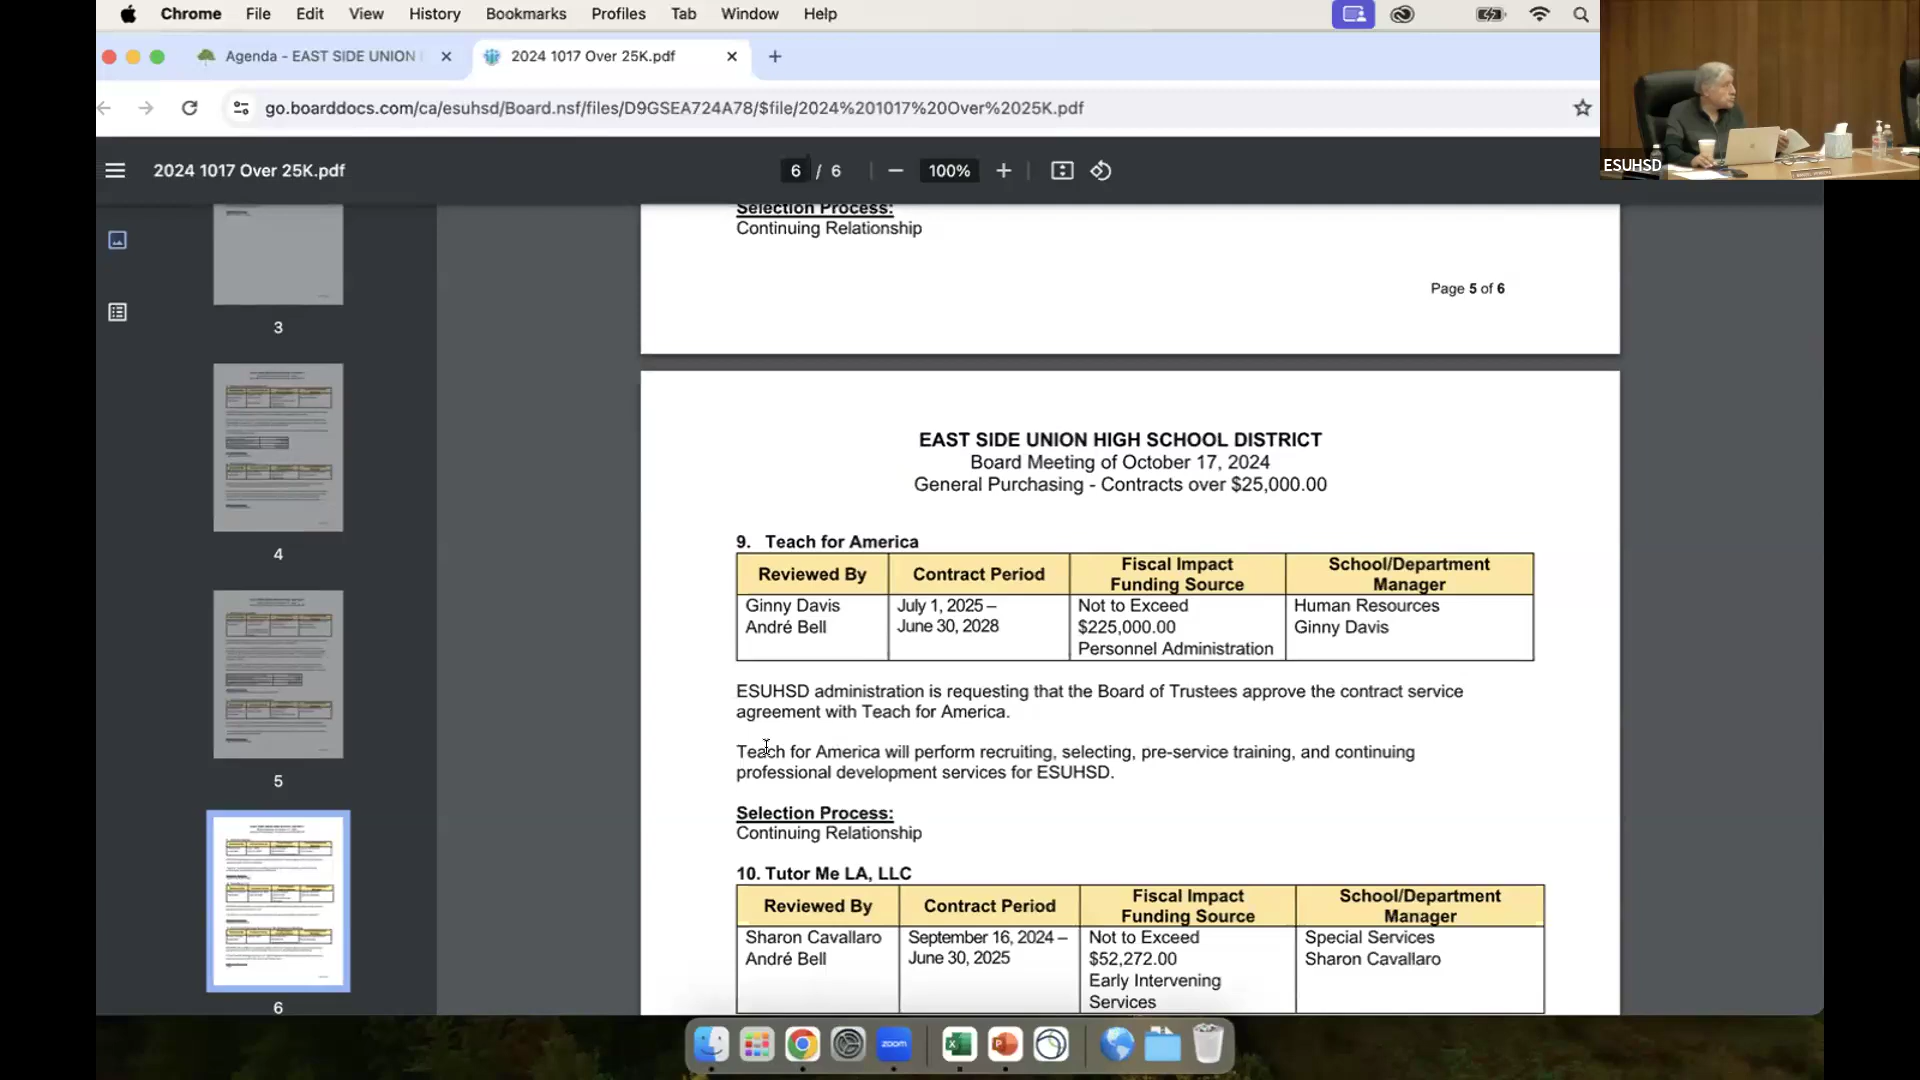 Chrome File Edit View History Bookmarks Profiles Tab Window Help
Agenda - EAST SIDE UNION
2024 1017 Over 25K.pdf
go.boarddocs.com/ca/esuhsd/Board.nsf/files/D9GSEA724A78/$file/2024%201017%20Over%2025K.pdf
ESUHSD
2024 1017 Over 25K.pdf
6 / 6
100%
3
4
5
6
Selection Process:
Continuing Relationship
Page 5 of 6
EAST SIDE UNION HIGH SCHOOL DISTRICT
Board Meeting of October 17, 2024
General Purchasing - Contracts over $25,000.00
9. Teach for America
Reviewed By
Contract Period
Fiscal Impact
Funding Source
School/Department
Manager
Ginny Davis
André Bell
July 1, 2025 –
June 30, 2028
Not to Exceed
$225,000.00
Personnel Administration
Human Resources
Ginny Davis
ESUHSD administration is requesting that the Board of Trustees approve the contract service
agreement with Teach for America.
Teach for America will perform recruiting, selecting, pre-service training, and continuing
professional development services for ESUHSD.
Selection Process:
Continuing Relationship
10. Tutor Me LA, LLC
Reviewed By
Contract Period
Fiscal Impact
Funding Source
School/Department
Manager
Sharon Cavallaro
André Bell
September 16, 2024 –
June 30, 2025
Not to Exceed
$52,272.00
Early Intervening
Services
Special Services
Sharon Cavallaro
zoom